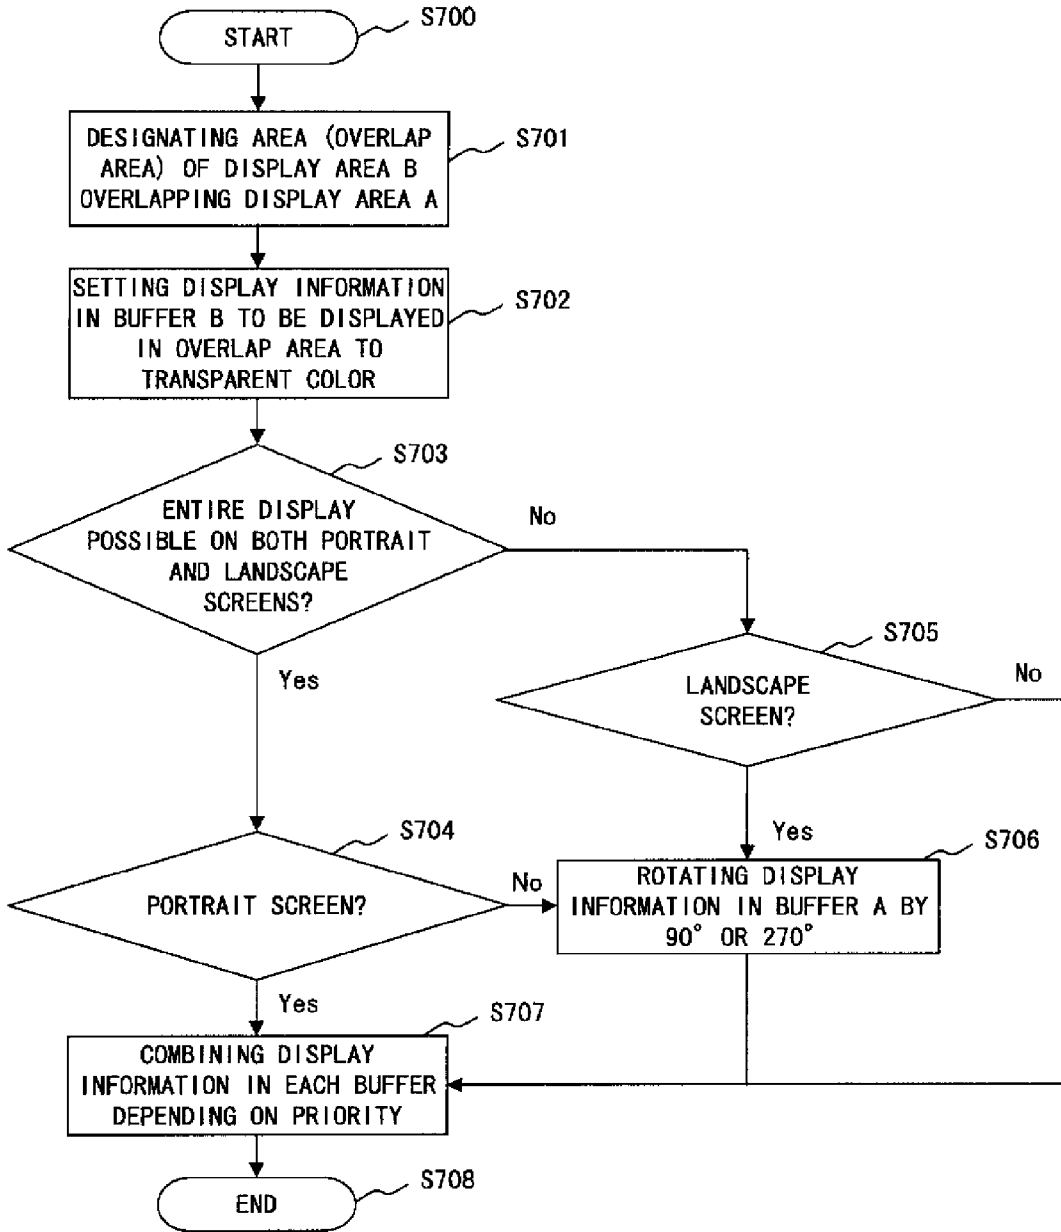 START
S700
DESIGNATING AREA (OVERLAP
AREA) OF DISPLAY AREA B
OVERLAPPING DISPLAY AREA A
S701
SETTING DISPLAY INFORMATION
IN BUFFER B TO BE DISPLAYED
IN OVERLAP AREA TO
TRANSPARENT COLOR
S702
S703
ENTIRE DISPLAY
POSSIBLE ON BOTH PORTRAIT
AND LANDSCAPE
SCREENS?
No
Yes
S705
LANDSCAPE
SCREEN?
No
Yes
S704
PORTRAIT SCREEN?
No
Yes
S706
ROTATING DISPLAY
INFORMATION IN BUFFER A BY
90° OR 270°
S707
COMBINING DISPLAY
INFORMATION IN EACH BUFFER
DEPENDING ON PRIORITY
END
S708